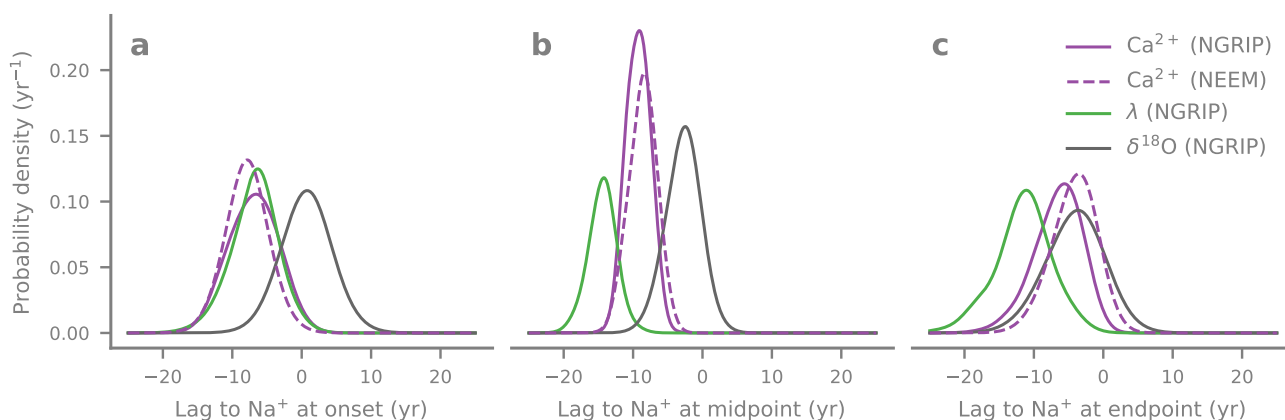 a
b
c
Ca²⁺ (NGRIP)
Ca²⁺ (NEEM)
λ (NGRIP)
δ¹⁸O (NGRIP)
Probability density (yr⁻¹)
0.20
0.15
0.10
0.05
0.00
−20 −10 0 10 20
−20 −10 0 10 20
−20 −10 0 10 20
Lag to Na⁺ at onset (yr)
Lag to Na⁺ at midpoint (yr)
Lag to Na⁺ at endpoint (yr)